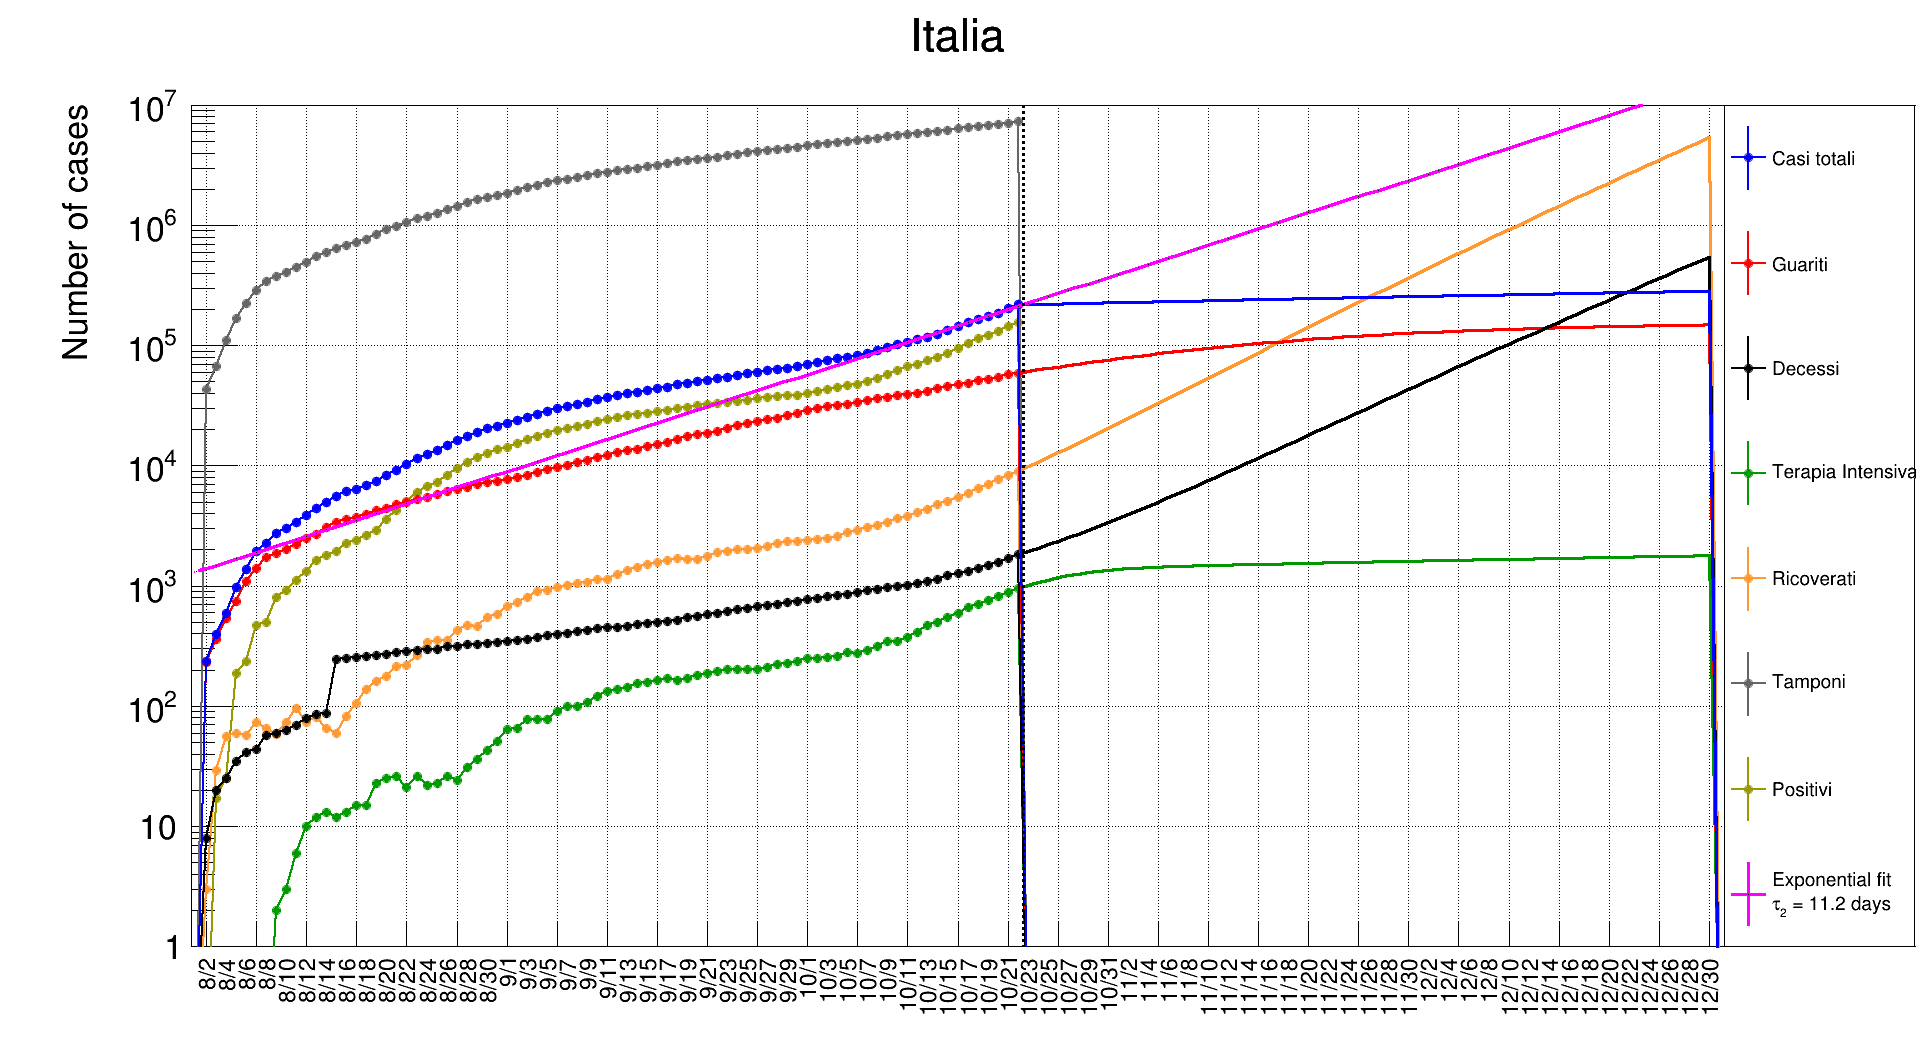 Italia
Number of cases
10^7
10^6
10^5
10^4
10^3
10^2
10
1
8/2 8/4 8/6 8/8 8/10 8/12 8/14 8/16 8/18 8/20 8/22 8/24 8/26 8/28 8/30 9/1 9/3 9/5 9/7 9/9 9/11 9/13 9/15 9/17 9/19 9/21 9/23 9/25 9/27 9/29 10/1 10/3 10/5 10/7 10/9 10/11 10/13 10/15 10/17 10/19 10/21 10/23 10/25 10/27 10/29 10/31 11/2 11/4 11/6 11/8 11/10 11/12 11/14 11/16 11/18 11/20 11/22 11/24 11/26 11/28 11/30 12/2 12/4 12/6 12/8 12/10 12/12 12/14 12/16 12/18 12/20 12/22 12/24 12/26 12/28 12/30
Casi totali
Guariti
Decessi
Terapia Intensiva
Ricoverati
Tamponi
Positivi
Exponential fit
τ₂ = 11.2 days